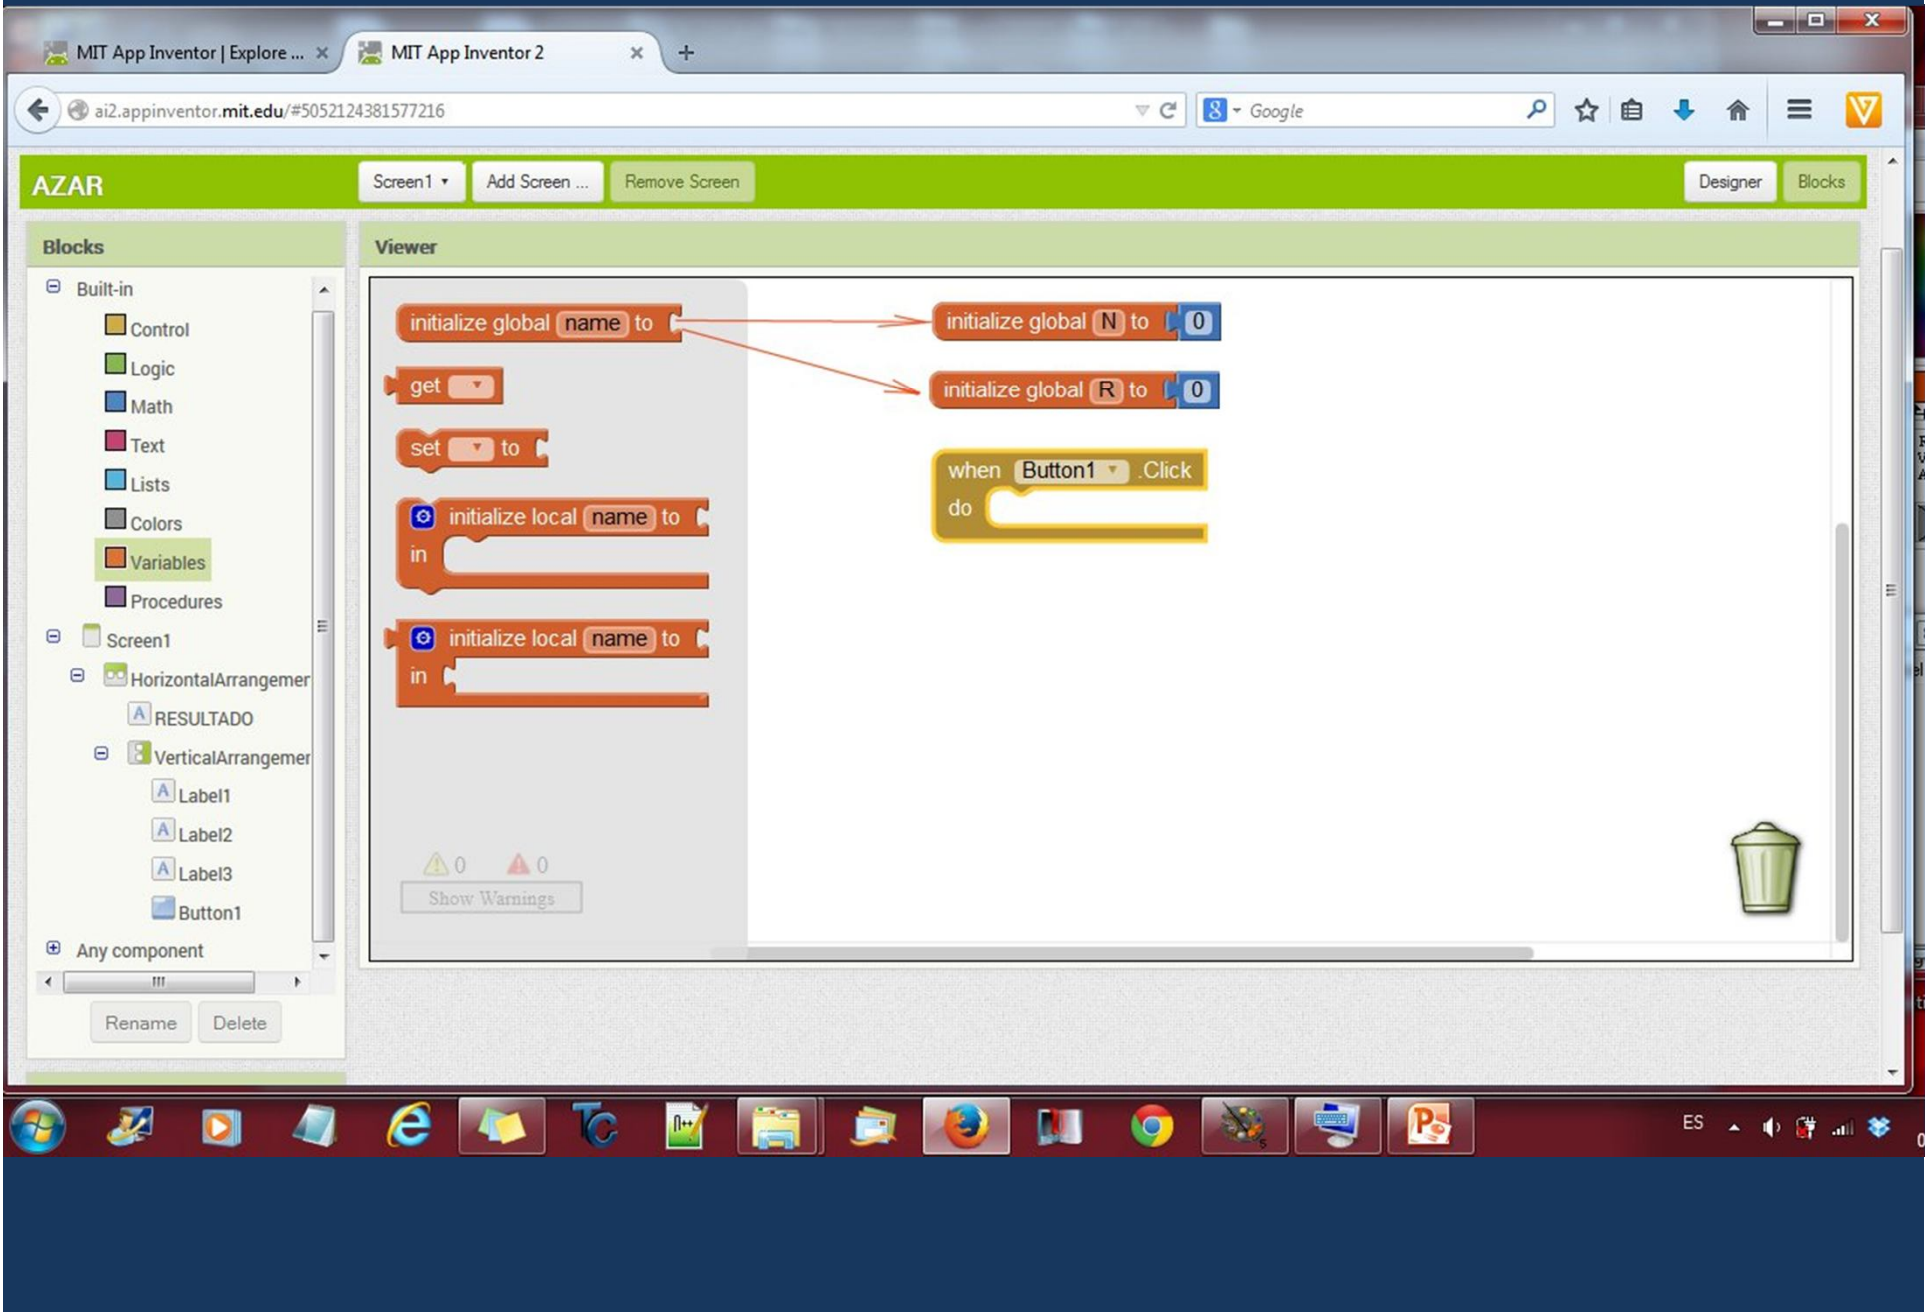 MIT App Inventor | Explore ...
MIT App Inventor 2
ai2.appinventor.mit.edu/#5052124381577216
Google
AZAR
Screen1
Add Screen ...
Remove Screen
Designer
Blocks
Blocks
Viewer
Built-in
Control
Logic
Math
Text
Lists
Colors
Variables
Procedures
Screen1
HorizontalArrangemer
RESULTADO
VerticalArrangemer
Label1
Label2
Label3
Button1
Any component
Rename
Delete
initialize global name to
get
set to
initialize local name to
in
initialize local name to
in
0 0
Show Warnings
initialize global N to 0
initialize global R to 0
when Button1 .Click
do
ES